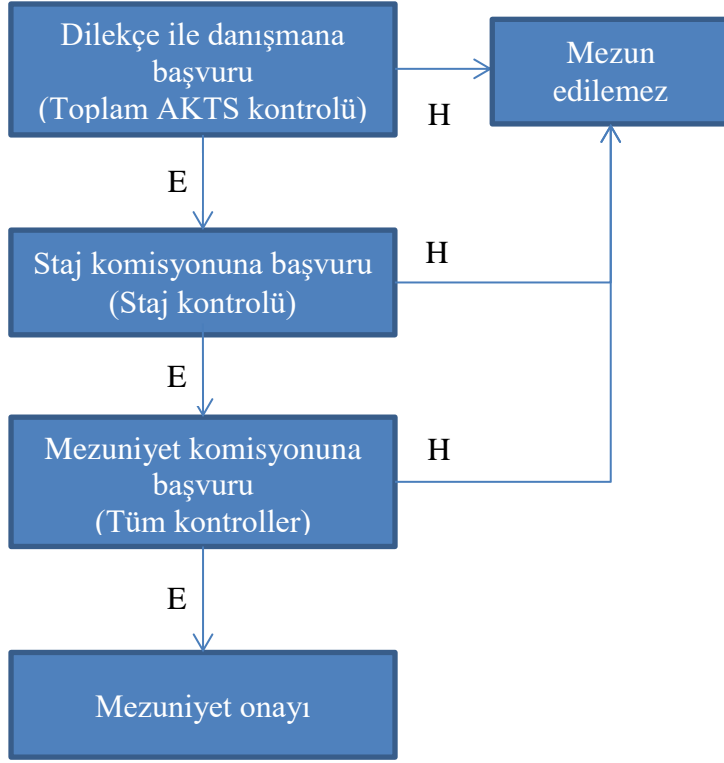 Dilekçe ile danışmana
başvuru
(Toplam AKTS kontrolü)
Mezun
edilemez
H
E
Staj komisyonuna başvuru
(Staj kontrolü)
H
E
Mezuniyet komisyonuna
başvuru
(Tüm kontroller)
H
E
Mezuniyet onayı